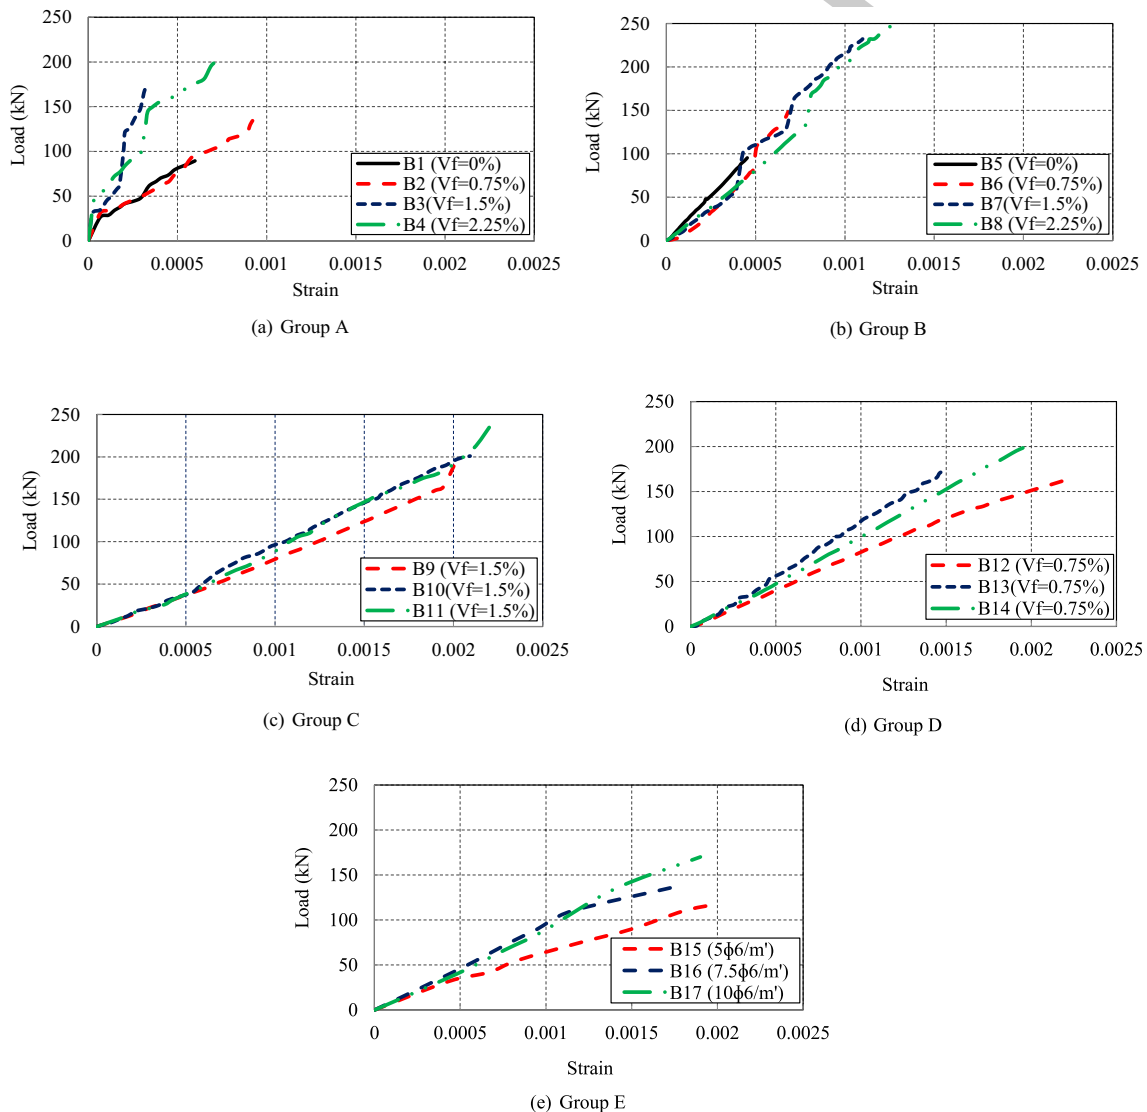 250
200
150
100
50
0
Load (kN)
B1 (Vf=0%)
B2 (Vf=0.75%)
B3(Vf=1.5%)
B4 (Vf=2.25%)
0 0.0005 0.001 0.0015 0.002 0.0025
Strain
(a) Group A
250
200
150
100
50
0
Load (kN)
B5 (Vf=0%)
B6 (Vf=0.75%)
B7(Vf=1.5%)
B8 (Vf=2.25%)
0 0.0005 0.001 0.0015 0.002 0.0025
Strain
(b) Group B
250
200
150
100
50
0
Load (kN)
B9 (Vf=1.5%)
B10(Vf=1.5%)
B11 (Vf=1.5%)
0 0.0005 0.001 0.0015 0.002 0.0025
Strain
(c) Group C
250
200
150
100
50
0
Load (kN)
B12 (Vf=0.75%)
B13(Vf=0.75%)
B14 (Vf=0.75%)
0 0.0005 0.001 0.0015 0.002 0.0025
Strain
(d) Group D
250
200
150
100
50
0
Load (kN)
B15 (5ϕ6/m')
B16 (7.5ϕ6/m')
B17 (10ϕ6/m')
0 0.0005 0.001 0.0015 0.002 0.0025
Strain
(e) Group E